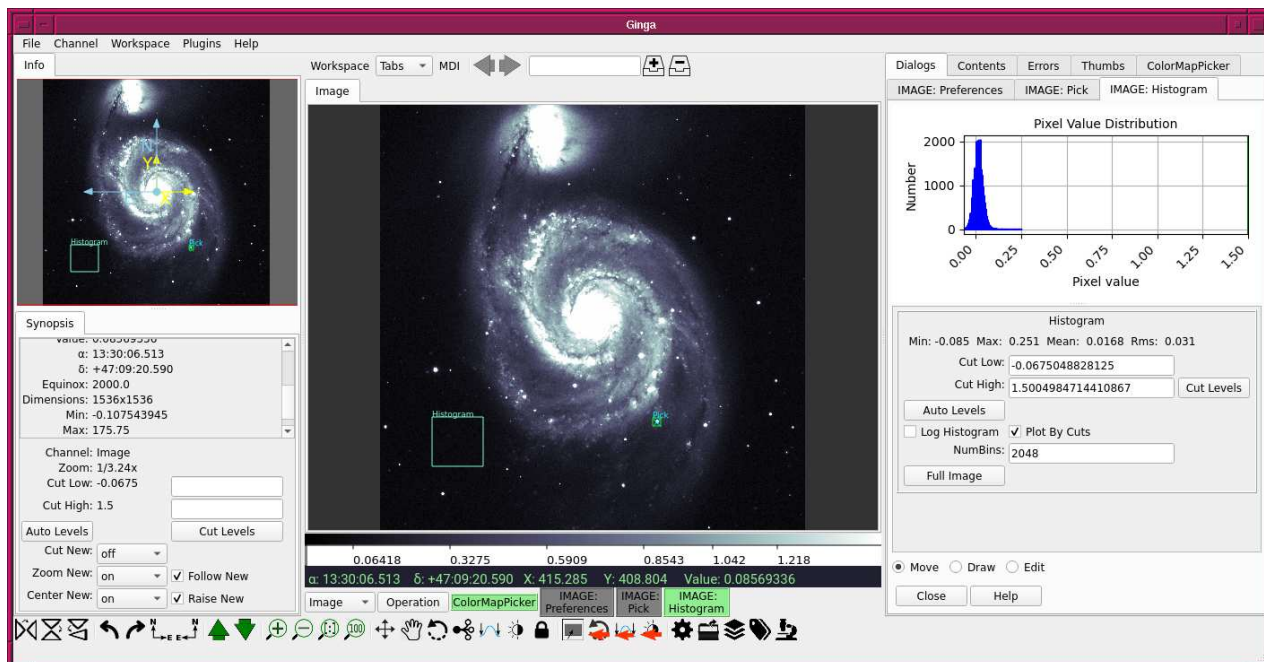 Ginga
File Channel Workspace Plugins Help
Info
N
Y
X
Histogram
Pick
Synopsis
Value: 0.08569336
α: 13:30:06.513
δ: +47:09:20.590
Equinox: 2000.0
Dimensions: 1536x1536
Min: -0.107543945
Max: 175.75
Channel: Image
Zoom: 1/3.24x
Cut Low: -0.0675
Cut High: 1.5
Auto Levels Cut Levels
Cut New: off
Zoom New: on Follow New
Center New: on Raise New
Workspace Tabs MDI
Image
Histogram
Pick
0.06418 0.3275 0.5909 0.8543 1.042 1.218
α: 13:30:06.513 δ: +47:09:20.590 X: 415.285 Y: 408.804 Value: 0.08569336
Image Operation ColorMapPicker IMAGE: Preferences IMAGE: Pick IMAGE: Histogram
Dialogs Contents Errors Thumbs ColorMapPicker
IMAGE: Preferences IMAGE: Pick IMAGE: Histogram
Pixel Value Distribution
Number
2000
1000
0
0.00 0.25 0.50 0.75 1.00 1.25 1.50
Pixel value
Histogram
Min: -0.085 Max: 0.251 Mean: 0.0168 Rms: 0.031
Cut Low: -0.0675048828125
Cut High: 1.5004984714410867 Cut Levels
Auto Levels
Log Histogram Plot By Cuts
NumBins: 2048
Full Image
Move Draw Edit
Close Help
N E E N 1:1 100